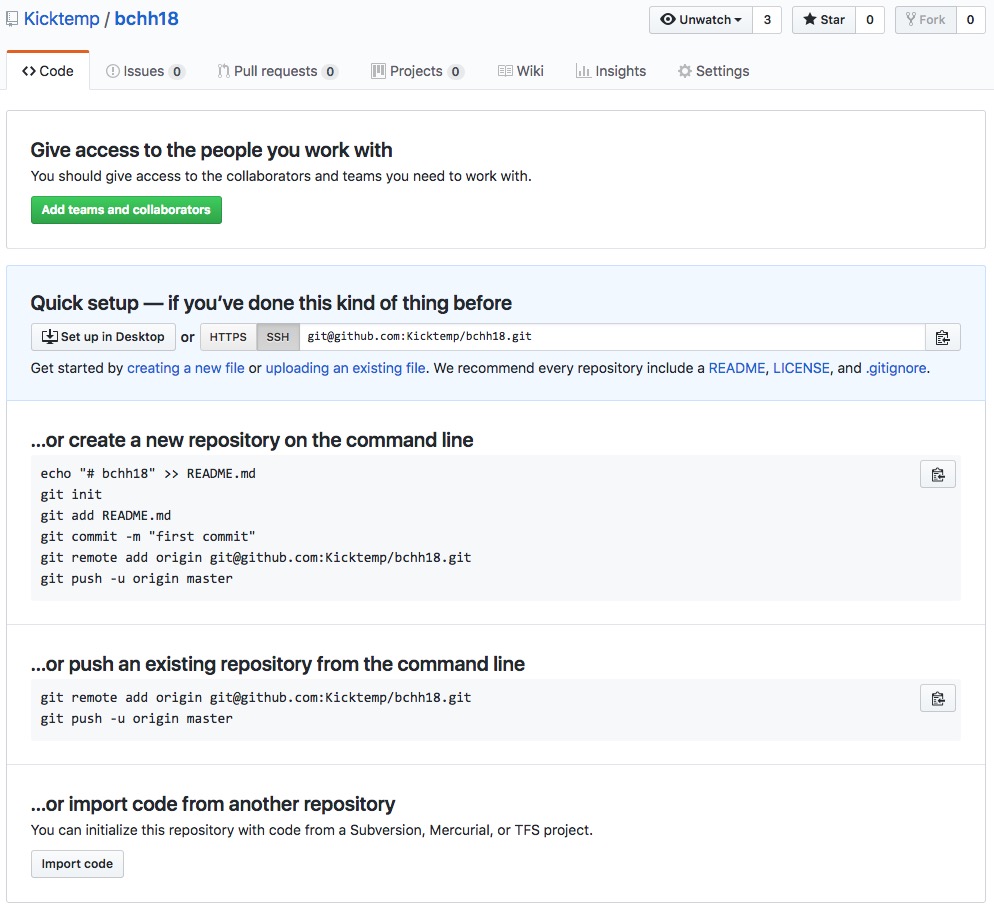 Kicktemp / bchh18
Unwatch 3 Star 0 Fork 0
Code Issues 0 Pull requests 0 Projects 0 Wiki Insights Settings
Give access to the people you work with
You should give access to the collaborators and teams you need to work with.
Add teams and collaborators
Quick setup — if you’ve done this kind of thing before
Set up in Desktop or HTTPS SSH git@github.com:Kicktemp/bchh18.git
Get started by creating a new file or uploading an existing file. We recommend every repository include a README, LICENSE, and .gitignore.
…or create a new repository on the command line
echo "# bchh18" >> README.md
git init
git add README.md
git commit -m "first commit"
git remote add origin git@github.com:Kicktemp/bchh18.git
git push -u origin master
…or push an existing repository from the command line
git remote add origin git@github.com:Kicktemp/bchh18.git
git push -u origin master
…or import code from another repository
You can initialize this repository with code from a Subversion, Mercurial, or TFS project.
Import code